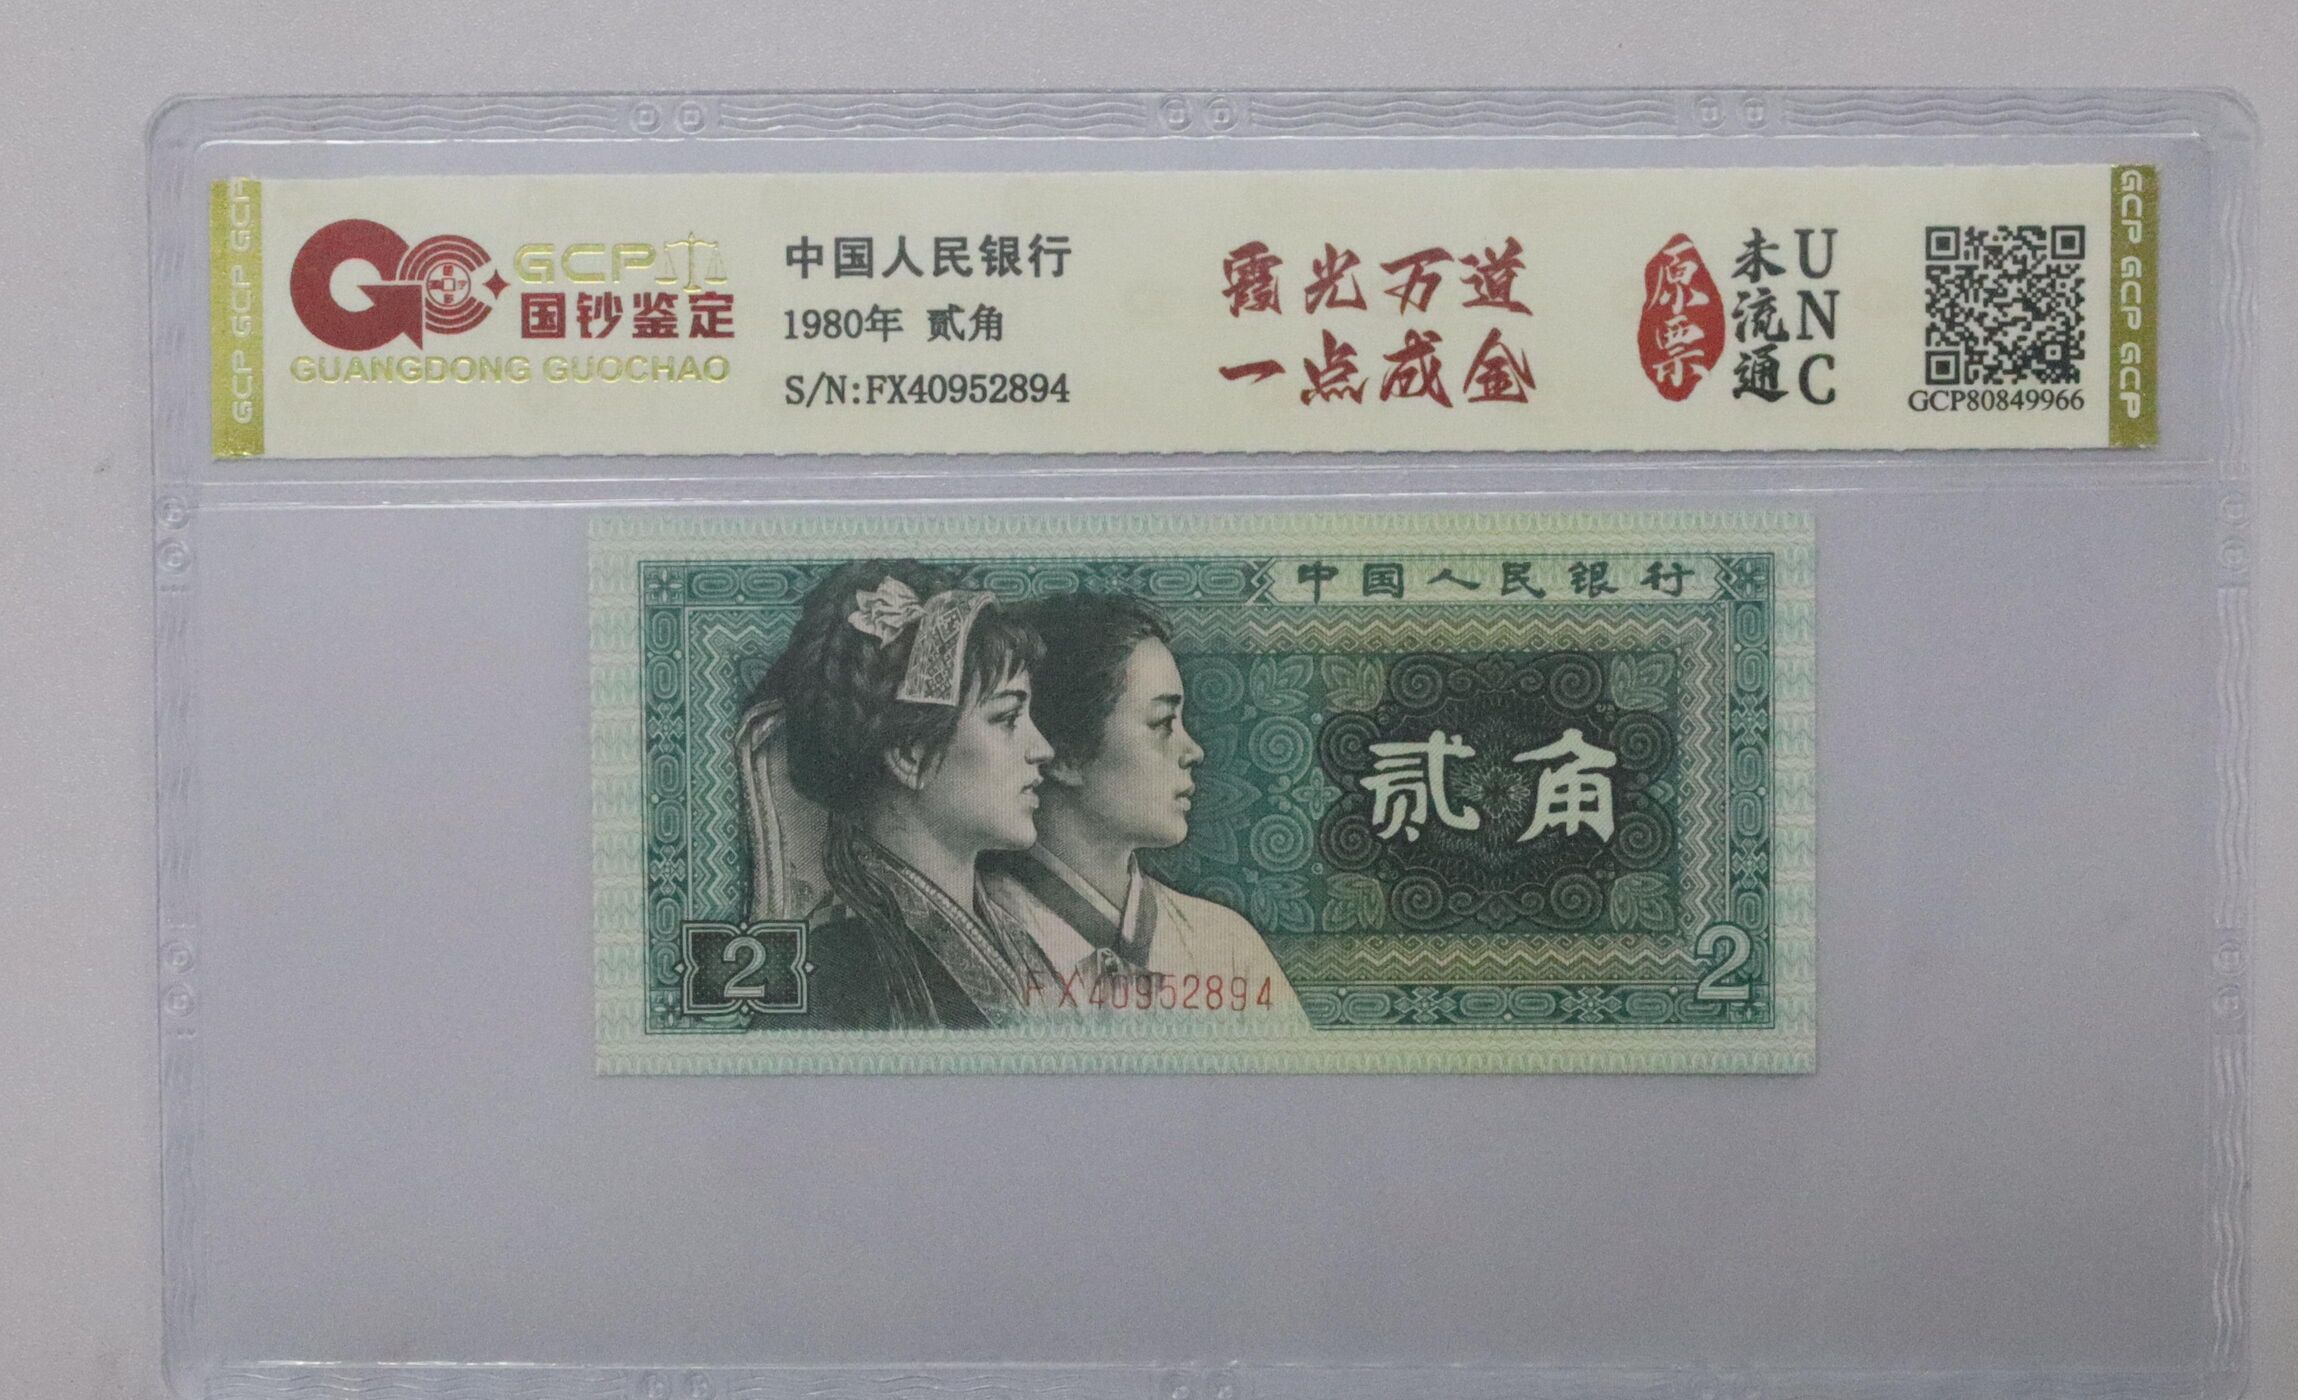 GCP
国钞鉴定
GUANGDONG GUOCHAO
中国人民银行
1980年 贰角
S/N:FX40952894
霞光万道
一点成金
原票
未流通
UNC
GCP80849966
GCP GCP GCP
GCP GCP GCP
中国人民银行
贰角
2
2
FX40952894